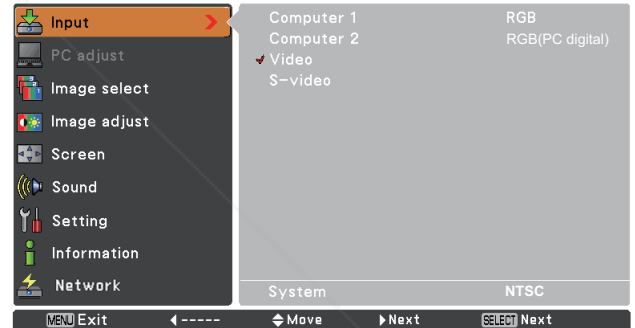 Input
PC adjust
Image select
Image adjust
Screen
Sound
Setting
Information
Network
Computer 1 RGB
Computer 2 RGB(PC digital)
Video
S-video
System NTSC
MENU Exit ----- Move Next SELECT Next